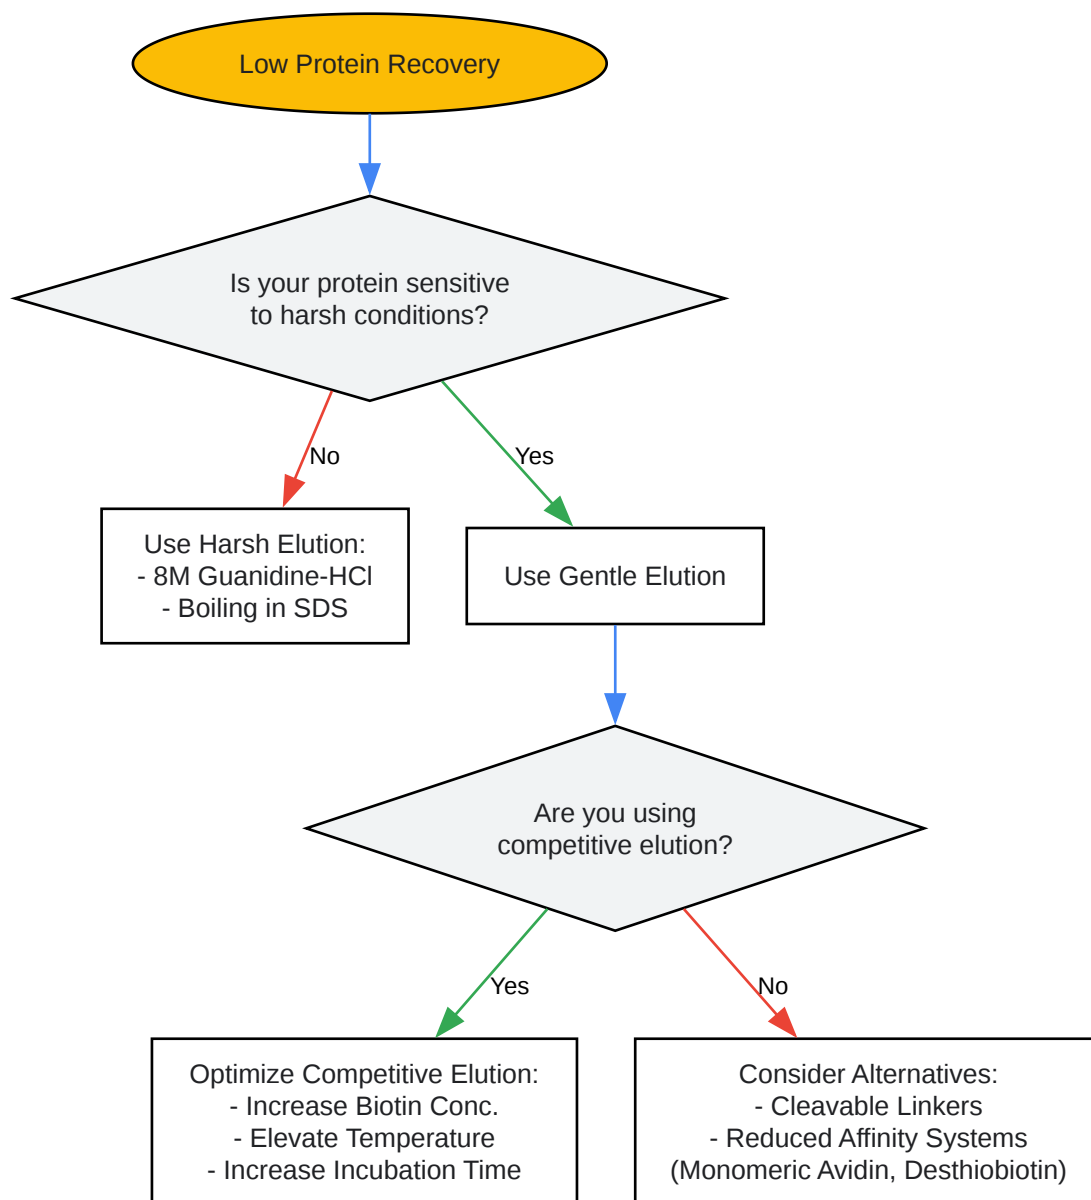 Low Protein Recovery
Is your protein sensitive
to harsh conditions?
No
Yes
Use Harsh Elution:
- 8M Guanidine-HCl
- Boiling in SDS
Use Gentle Elution
Are you using
competitive elution?
Yes
No
Optimize Competitive Elution:
- Increase Biotin Conc.
- Elevate Temperature
- Increase Incubation Time
Consider Alternatives:
- Cleavable Linkers
- Reduced Affinity Systems
(Monomeric Avidin, Desthiobiotin)